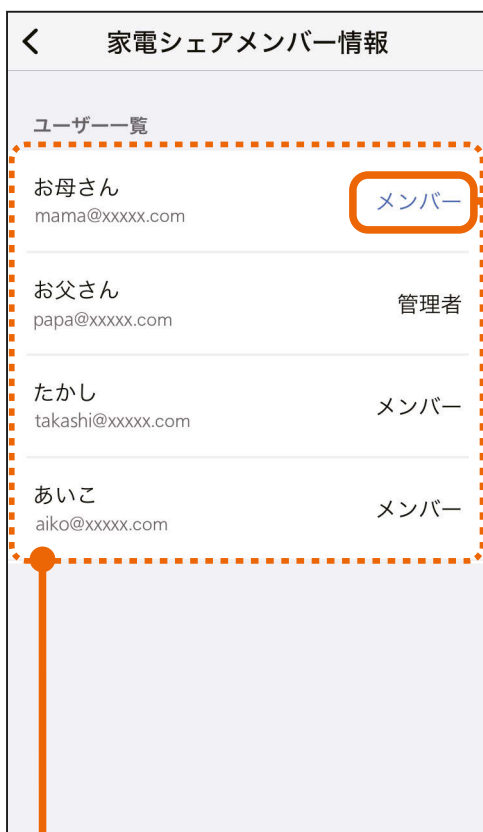 家電シェアメンバー情報
ユーザー一覧
お母さん
mama@xxxxx.com
メンバー
お父さん
papa@xxxxx.com
管理者
たかし
takashi@xxxxx.com
メンバー
あいこ
aiko@xxxxx.com
メンバー